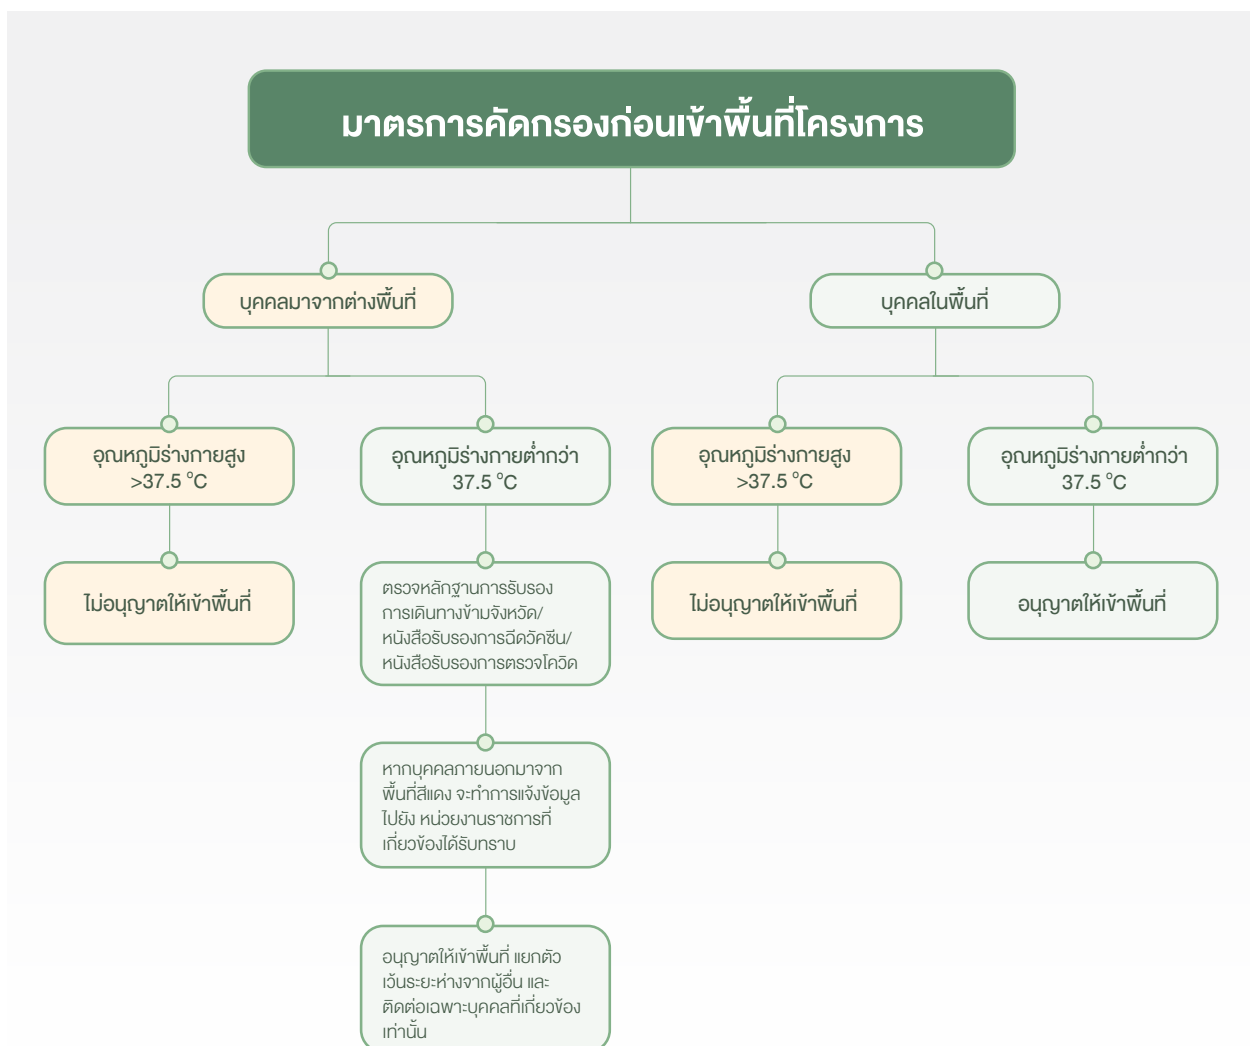 มาตรการคัดกรองก่อนเข้าพื้นที่โครงการ
บุคคลมาจากต่างพื้นที่
บุคคลในพื้นที่
อุณหภูมิร่างกายสูง
>37.5 °C
อุณหภูมิร่างกายต่ำกว่า
37.5 °C
อุณหภูมิร่างกายสูง
>37.5 °C
อุณหภูมิร่างกายต่ำกว่า
37.5 °C
ไม่อนุญาตให้เข้าพื้นที่
ตรวจหลักฐานการรับรอง
การเดินทางข้ามจังหวัด/
หนังสือรับรองการฉีดวัคซีน/
หนังสือรับรองการตรวจโควิด
ไม่อนุญาตให้เข้าพื้นที่
อนุญาตให้เข้าพื้นที่
หากบุคคลภายนอกมาจาก
พื้นที่สีแดง จะทำการแจ้งข้อมูล
ไปยัง หน่วยงานราชการที่
เกี่ยวข้องได้รับทราบ
อนุญาตให้เข้าพื้นที่ แยกตัว
เว้นระยะห่างจากผู้อื่น และ
ติดต่อเฉพาะบุคคลที่เกี่ยวข้อง
เท่านั้น